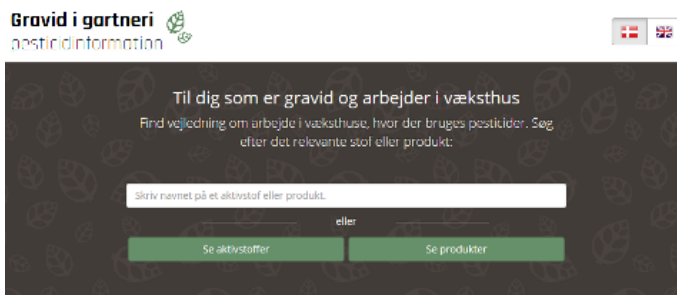 Gravid i gartneri
pesticidinformation
Til dig som er gravid og arbejder i væksthus
Find vejledning om arbejde i væksthuse, hvor der bruges pesticider. Søg
efter det relevante stof eller produkt:
Skriv navnet på et aktivstof eller produkt.
eller
Se aktivstoffer
Se produkter